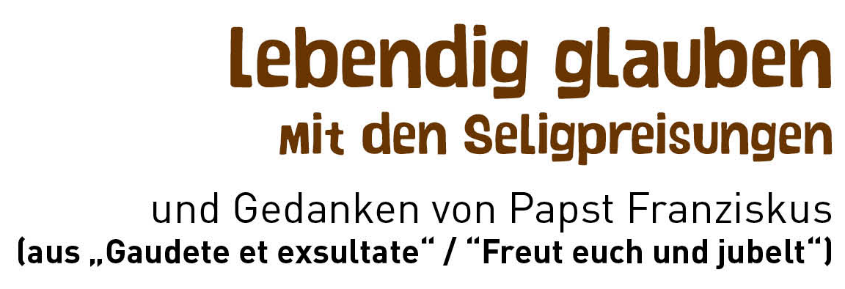 lebendig glauben
Mit den Seligpreisungen
und Gedanken von Papst Franziskus
(aus „Gaudete et exsultate“ / “Freut euch und jubelt“)